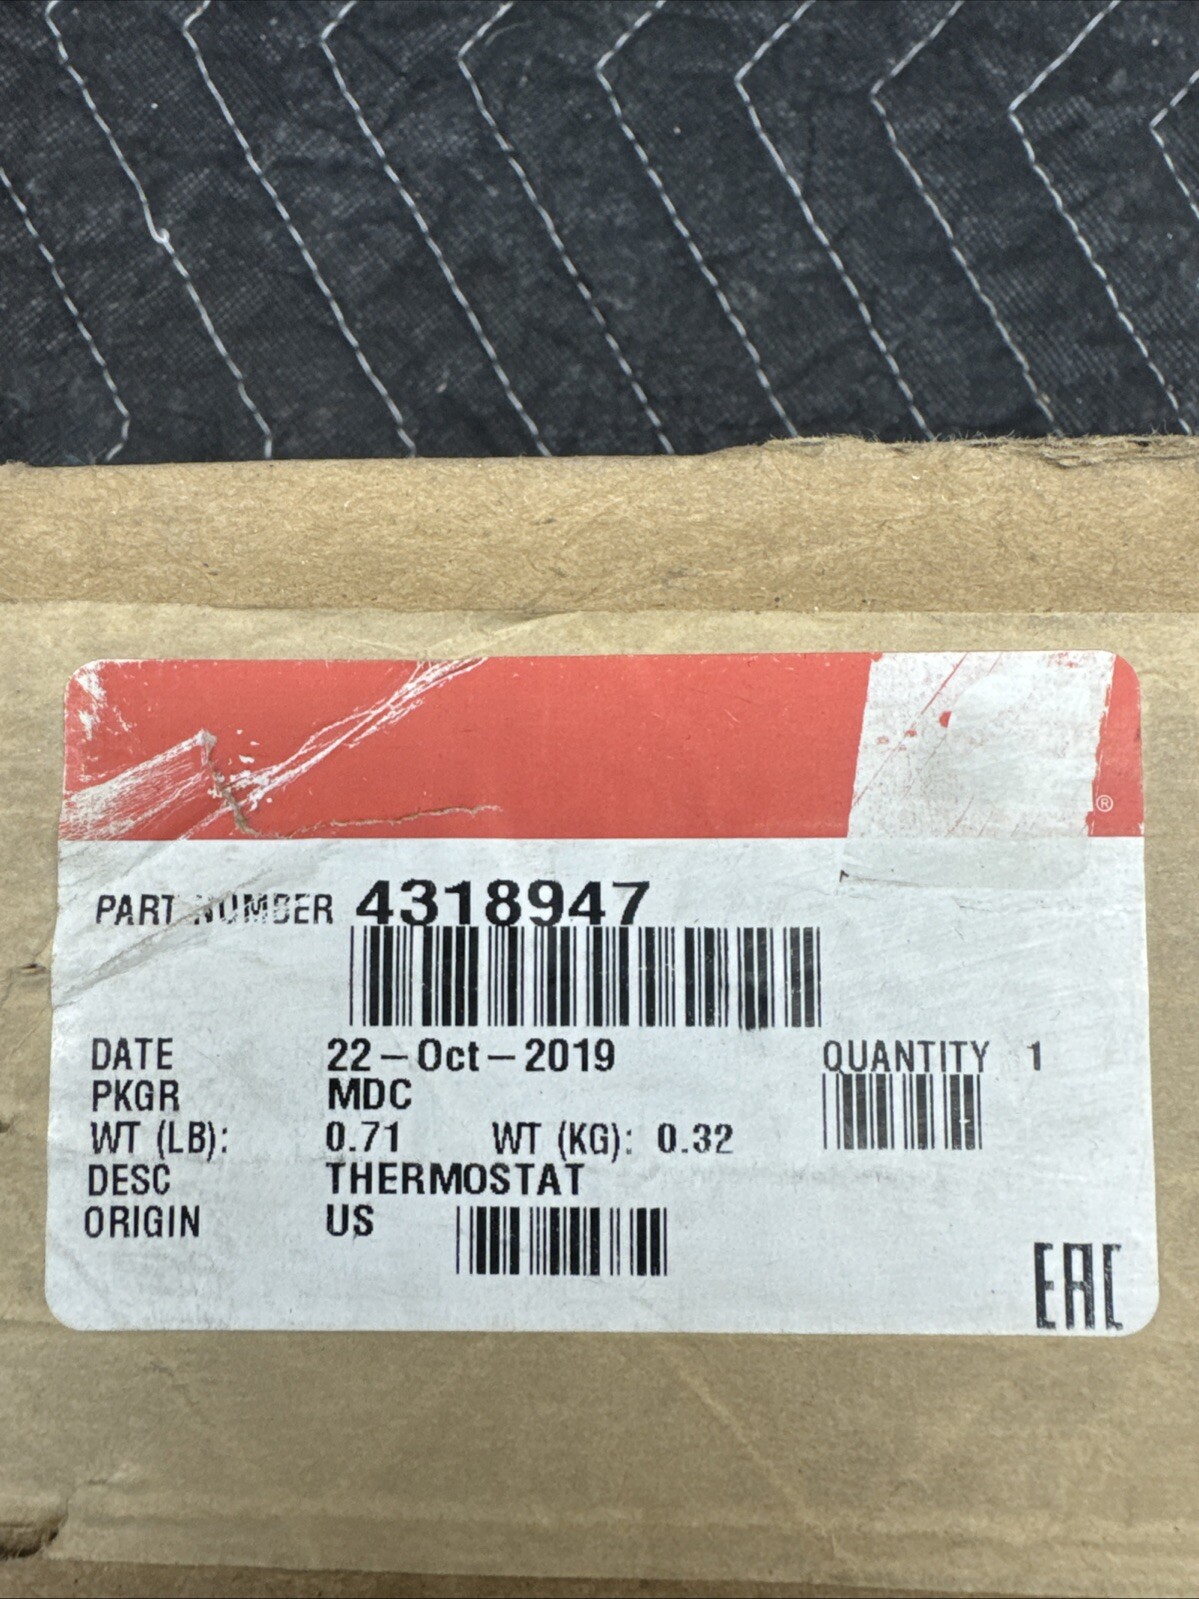 ®
PART NUMBER 4318947
DATE 22-Oct-2019 QUANTITY 1
PKGR MDC
WT (LB): 0.71 WT (KG): 0.32
DESC THERMOSTAT
ORIGIN US
EAC